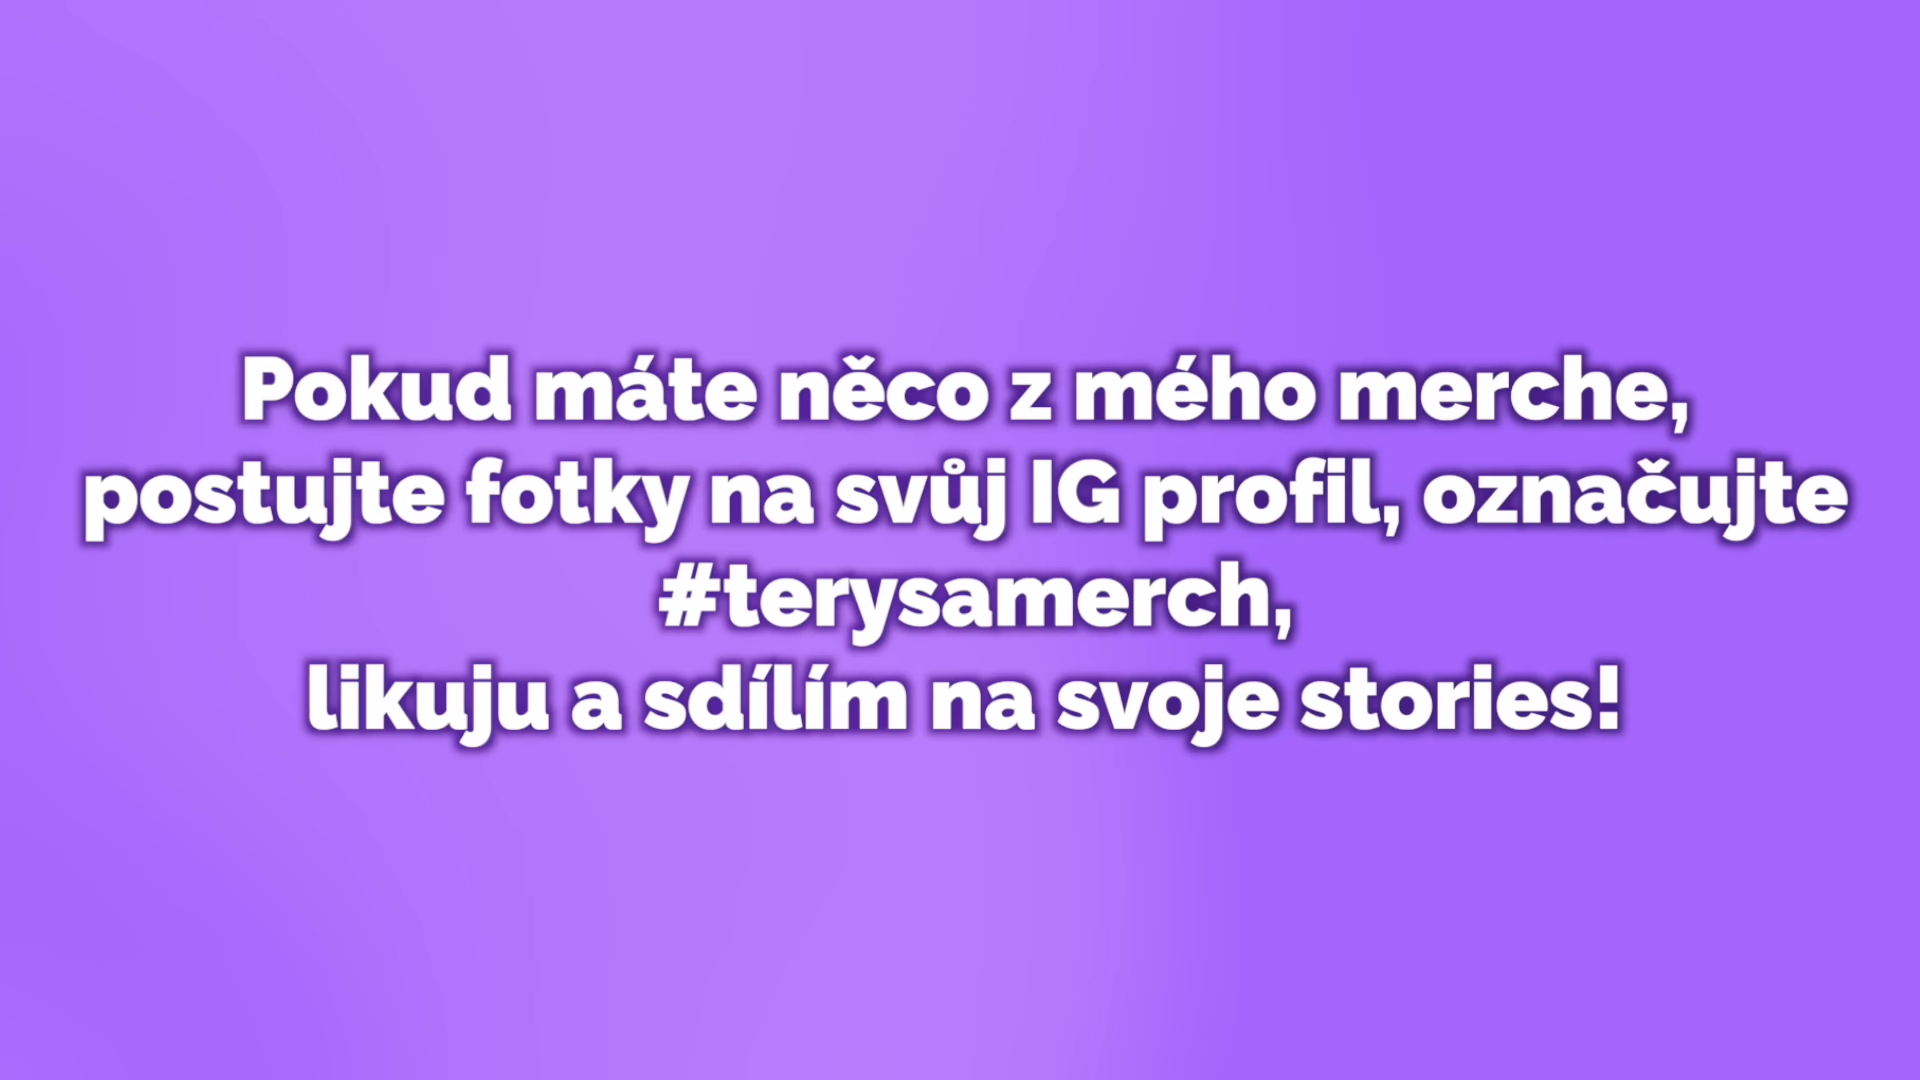 Pokud máte něco z mého merche,
postujte fotky na svůj IG profil, označujte
#terysamerch,
likuju a sdílím na svoje stories!